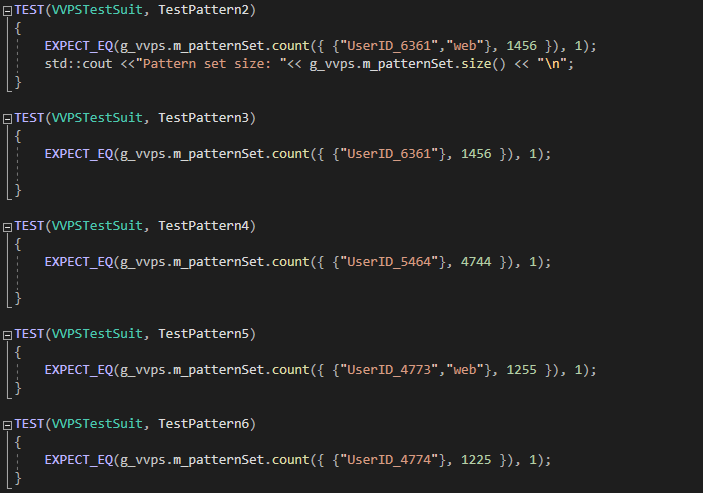 TEST(VVPSTestSuit, TestPattern2)
{
EXPECT_EQ(g_vvps.m_patternSet.count({ {"UserID_6361","web"}, 1456 }), 1);
std::cout <<"Pattern set size: "<< g_vvps.m_patternSet.size() << "\n";
}
TEST(VVPSTestSuit, TestPattern3)
{
EXPECT_EQ(g_vvps.m_patternSet.count({ {"UserID_6361"}, 1456 }), 1);
}
TEST(VVPSTestSuit, TestPattern4)
{
EXPECT_EQ(g_vvps.m_patternSet.count({ {"UserID_5464"}, 4744 }), 1);
}
TEST(VVPSTestSuit, TestPattern5)
{
EXPECT_EQ(g_vvps.m_patternSet.count({ {"UserID_4773","web"}, 1255 }), 1);
}
TEST(VVPSTestSuit, TestPattern6)
{
EXPECT_EQ(g_vvps.m_patternSet.count({ {"UserID_4774"}, 1225 }), 1);
}